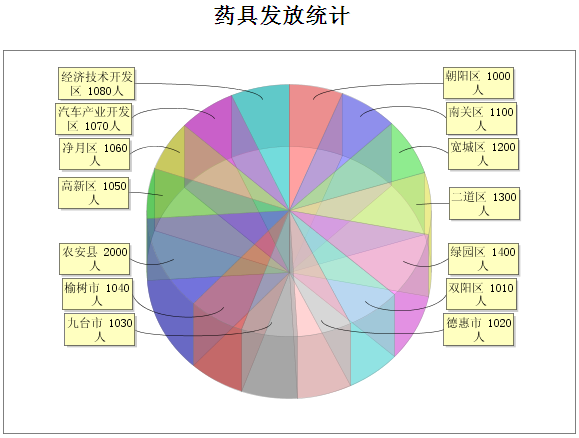 药具发放统计
经济技术开发
区 1080人
汽车产业开发
区 1070人
净月区 1060
人
高新区 1050
人
农安县 2000
人
榆树市 1040
人
九台市 1030
人
朝阳区 1000
人
南关区 1100
人
宽城区 1200
人
二道区 1300
人
绿园区 1400
人
双阳区 1010
人
德惠市 1020
人